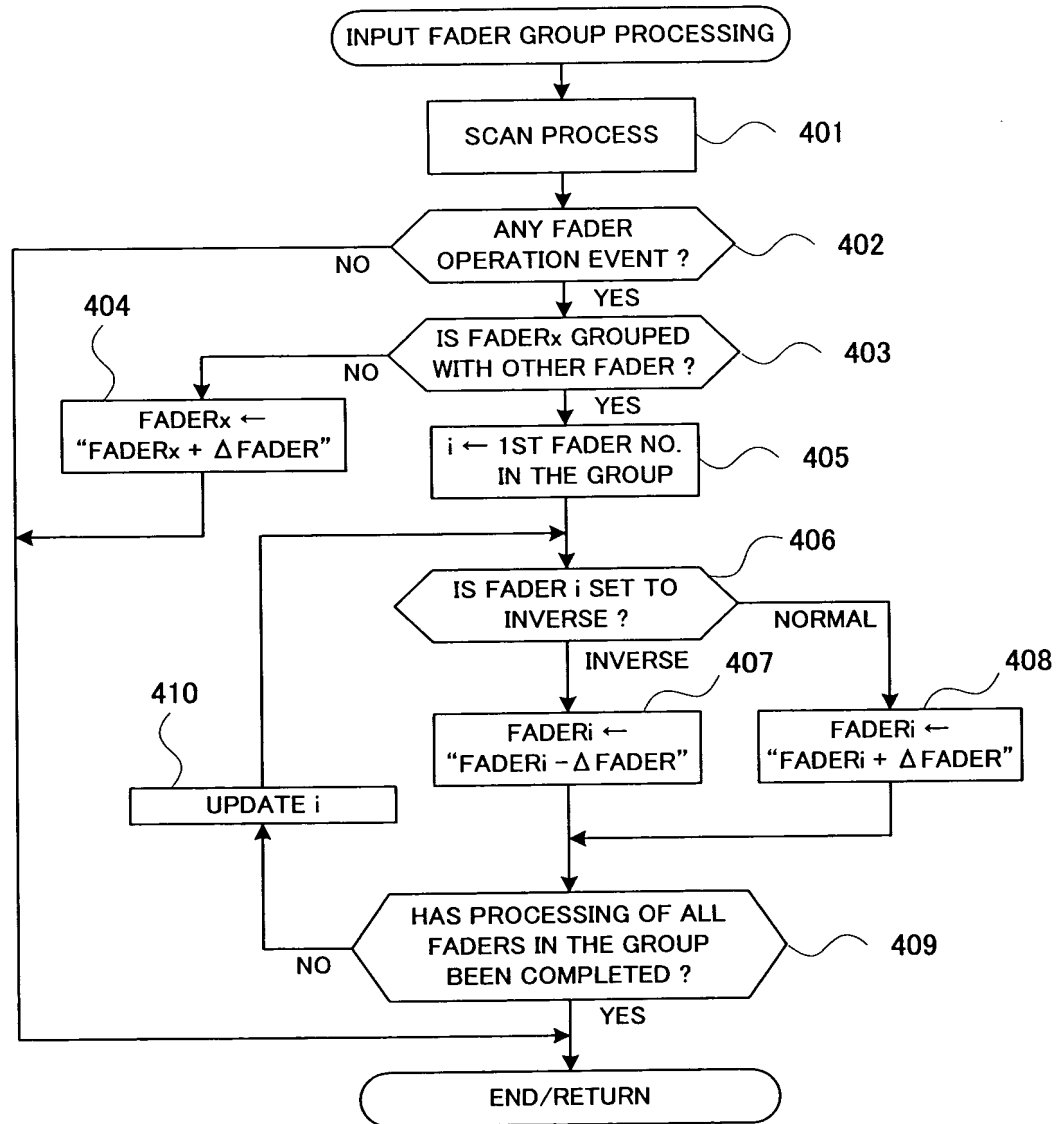 INPUT FADER GROUP PROCESSING
SCAN PROCESS
401
ANY FADER
OPERATION EVENT ?
402
NO
YES
404
IS FADERx GROUPED
WITH OTHER FADER ?
403
NO
YES
FADERx ←
“FADERx + Δ FADER”
i ← 1ST FADER NO.
IN THE GROUP
405
406
IS FADER i SET TO
INVERSE ?
NORMAL
INVERSE
407
408
410
FADERi ←
“FADERi − Δ FADER”
FADERi ←
“FADERi + Δ FADER”
UPDATE i
HAS PROCESSING OF ALL
FADERS IN THE GROUP
BEEN COMPLETED ?
409
NO
YES
END/RETURN